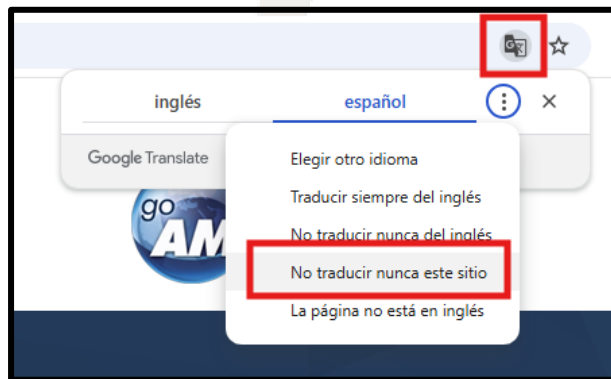 inglés español
Google Translate
Elegir otro idioma
Traducir siempre del inglés
No traducir nunca del inglés
No traducir nunca este sitio
La página no está en inglés
go
AM